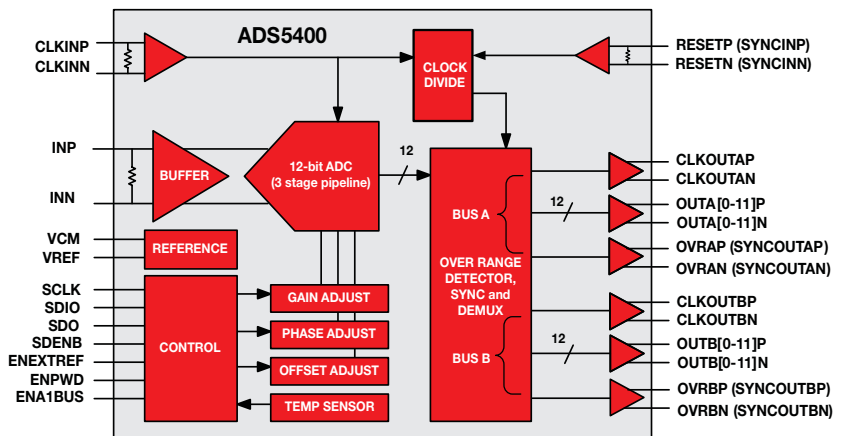 ADS5400
CLKINP
CLKINN
CLOCK
DIVIDE
RESETP (SYNCINP)
RESETN (SYNCINN)
INP
INN
BUFFER
12-bit ADC
(3 stage pipeline)
12
BUS A
OVER RANGE
DETECTOR,
SYNC and
DEMUX
BUS B
12
12
CLKOUTAP
CLKOUTAN
OUTA[0-11]P
OUTA[0-11]N
OVRAP (SYNCOUTAP)
OVRAN (SYNCOUTAN)
CLKOUTBP
CLKOUTBN
OUTB[0-11]P
OUTB[0-11]N
OVRBP (SYNCOUTBP)
OVRBN (SYNCOUTBN)
VCM
VREF
REFERENCE
SCLK
SDIO
SDO
SDENB
ENEXTREF
ENPWD
ENA1BUS
CONTROL
GAIN ADJUST
PHASE ADJUST
OFFSET ADJUST
TEMP SENSOR